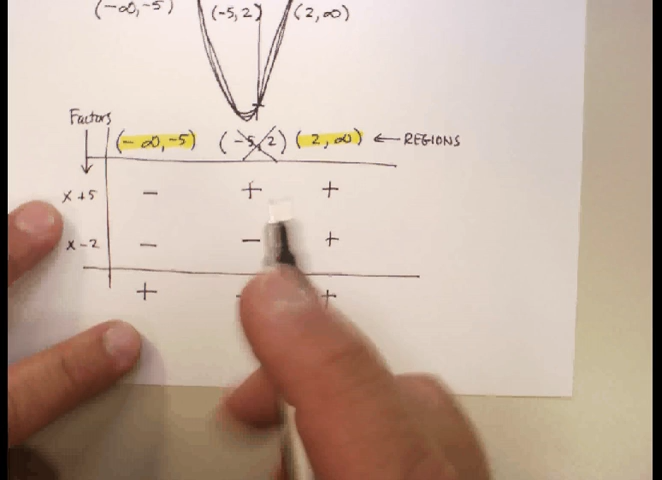 (-∞,-5) (-5,2) (2,∞)
Factors
(-∞,-5) (-5,2) (2,∞) ← REGIONS
x+5 - + +
x-2 - - +
+ - +